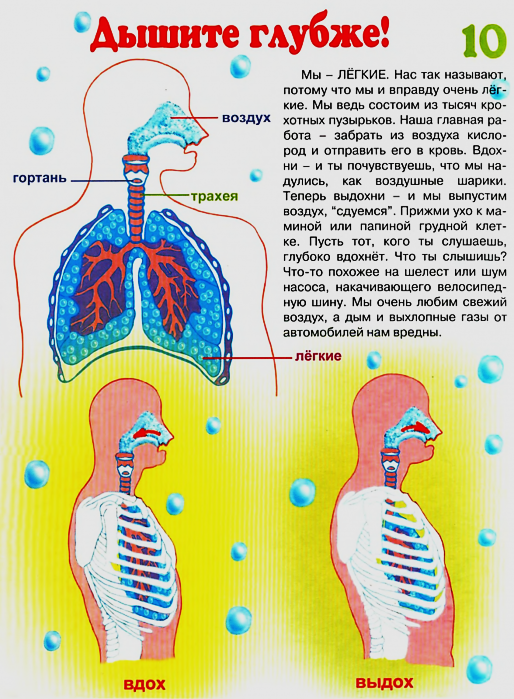 Дышите глубже!
10
Мы – ЛЁГКИЕ. Нас так называют,
потому что мы и вправду очень лёг-
кие. Мы ведь состоим из тысяч кро-
хотных пузырьков. Наша главная ра-
бота – забрать из воздуха кисло-
род и отправить его в кровь. Вдох-
ни – и ты почувствуешь, что мы на-
дулись, как воздушные шарики.
Теперь выдохни – и мы выпустим
воздух, "сдуемся". Прижми ухо к ма-
миной или папиной грудной клет-
ке. Пусть тот, кого ты слушаешь,
глубоко вдохнёт. Что ты слышишь?
Что-то похожее на шелест или шум
насоса, накачивающего велосипед-
ную шину. Мы очень любим свежий
воздух, а дым и выхлопные газы от
автомобилей нам вредны.
воздух
гортань
трахея
лёгкие
вдох
выдох